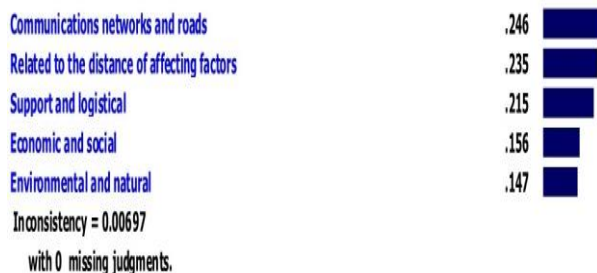 Communications networks and roads .246
Related to the distance of affecting factors .235
Support and logistical .215
Economic and social .156
Environmental and natural .147
Inconsistency = 0.00697
with 0 missing judgments.